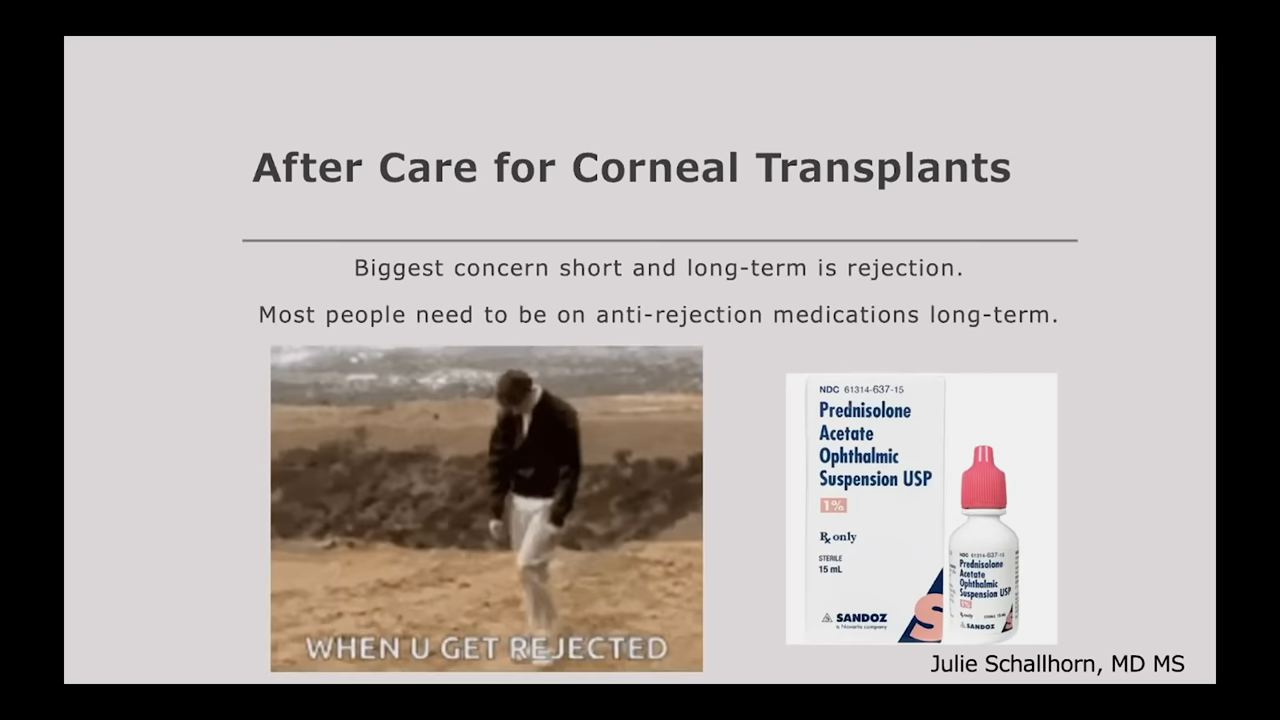 After Care for Corneal Transplants
Biggest concern short and long-term is rejection.
Most people need to be on anti-rejection medications long-term.
WHEN U GET REJECTED
NDC 61314-637-15
Prednisolone
Acetate
Ophthalmic
Suspension USP
1%
Rx only
STERILE
15 mL
SANDOZ
a Novartis company
S
NDC 61314-637-15
Prednisolone
Acetate
Ophthalmic
Suspension USP
1%
Rx only
SANDOZ
Julie Schallhorn, MD MS